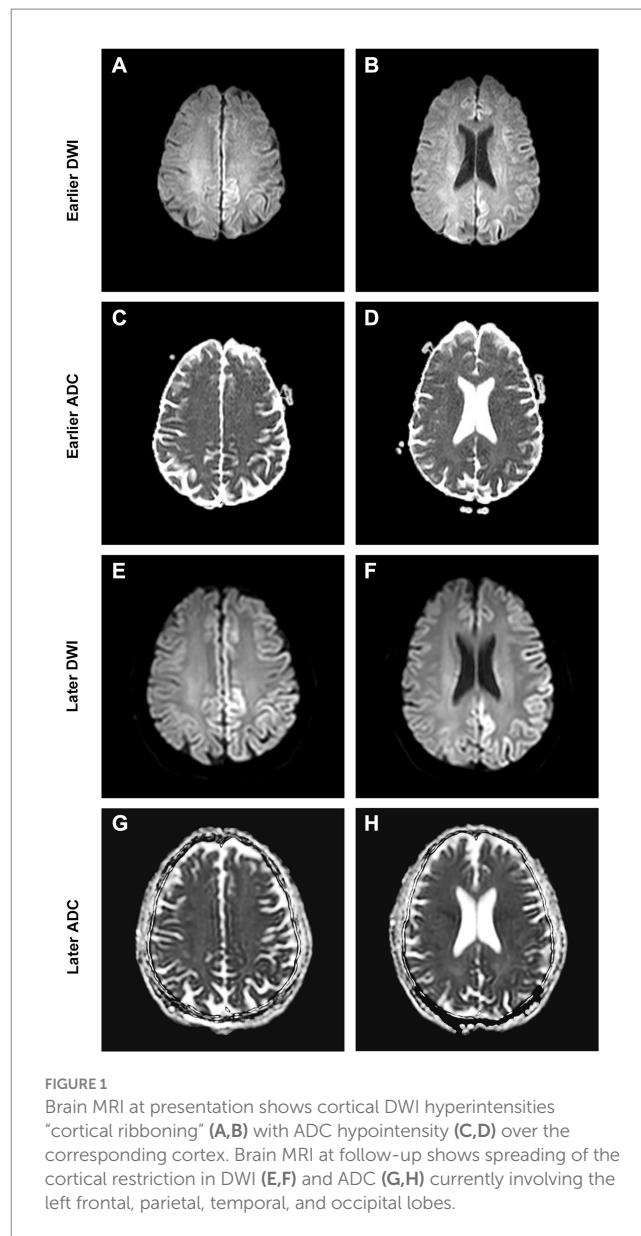 A
B
Earlier DWI
C
D
Earlier ADC
E
F
Later DWI
G
H
Later ADC
FIGURE 1
Brain MRI at presentation shows cortical DWI hyperintensities
"cortical ribboning" (A,B) with ADC hypointensity (C,D) over the
corresponding cortex. Brain MRI at follow-up shows spreading of the
cortical restriction in DWI (E,F) and ADC (G,H) currently involving the
left frontal, parietal, temporal, and occipital lobes.